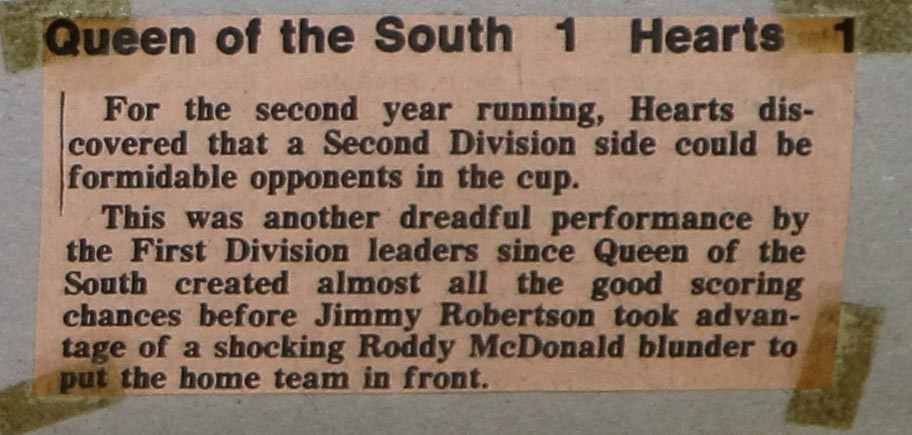 Queen of the South 1 Hearts 1
For the second year running, Hearts dis-
covered that a Second Division side could be
formidable opponents in the cup.
This was another dreadful performance by
the First Division leaders since Queen of the
South created almost all the good scoring
chances before Jimmy Robertson took advan-
tage of a shocking Roddy McDonald blunder to
put the home team in front.